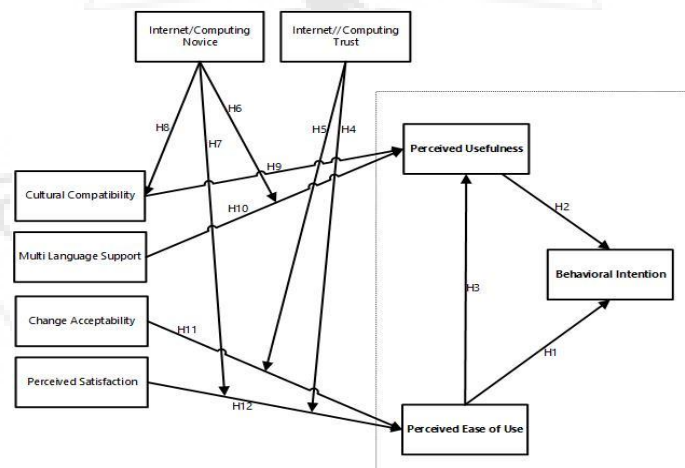 Internet/Computing
Novice
Internet// Computing
Trust
H8
H7
H6
H5
H4
Perceived Usefulness
H9
Cultural Compatibility
H10
H2
Multi Language Support
Behavioral Intention
H3
Change Acceptability
H11
H1
Perceived Satisfaction
H12
Perceived Ease of Use